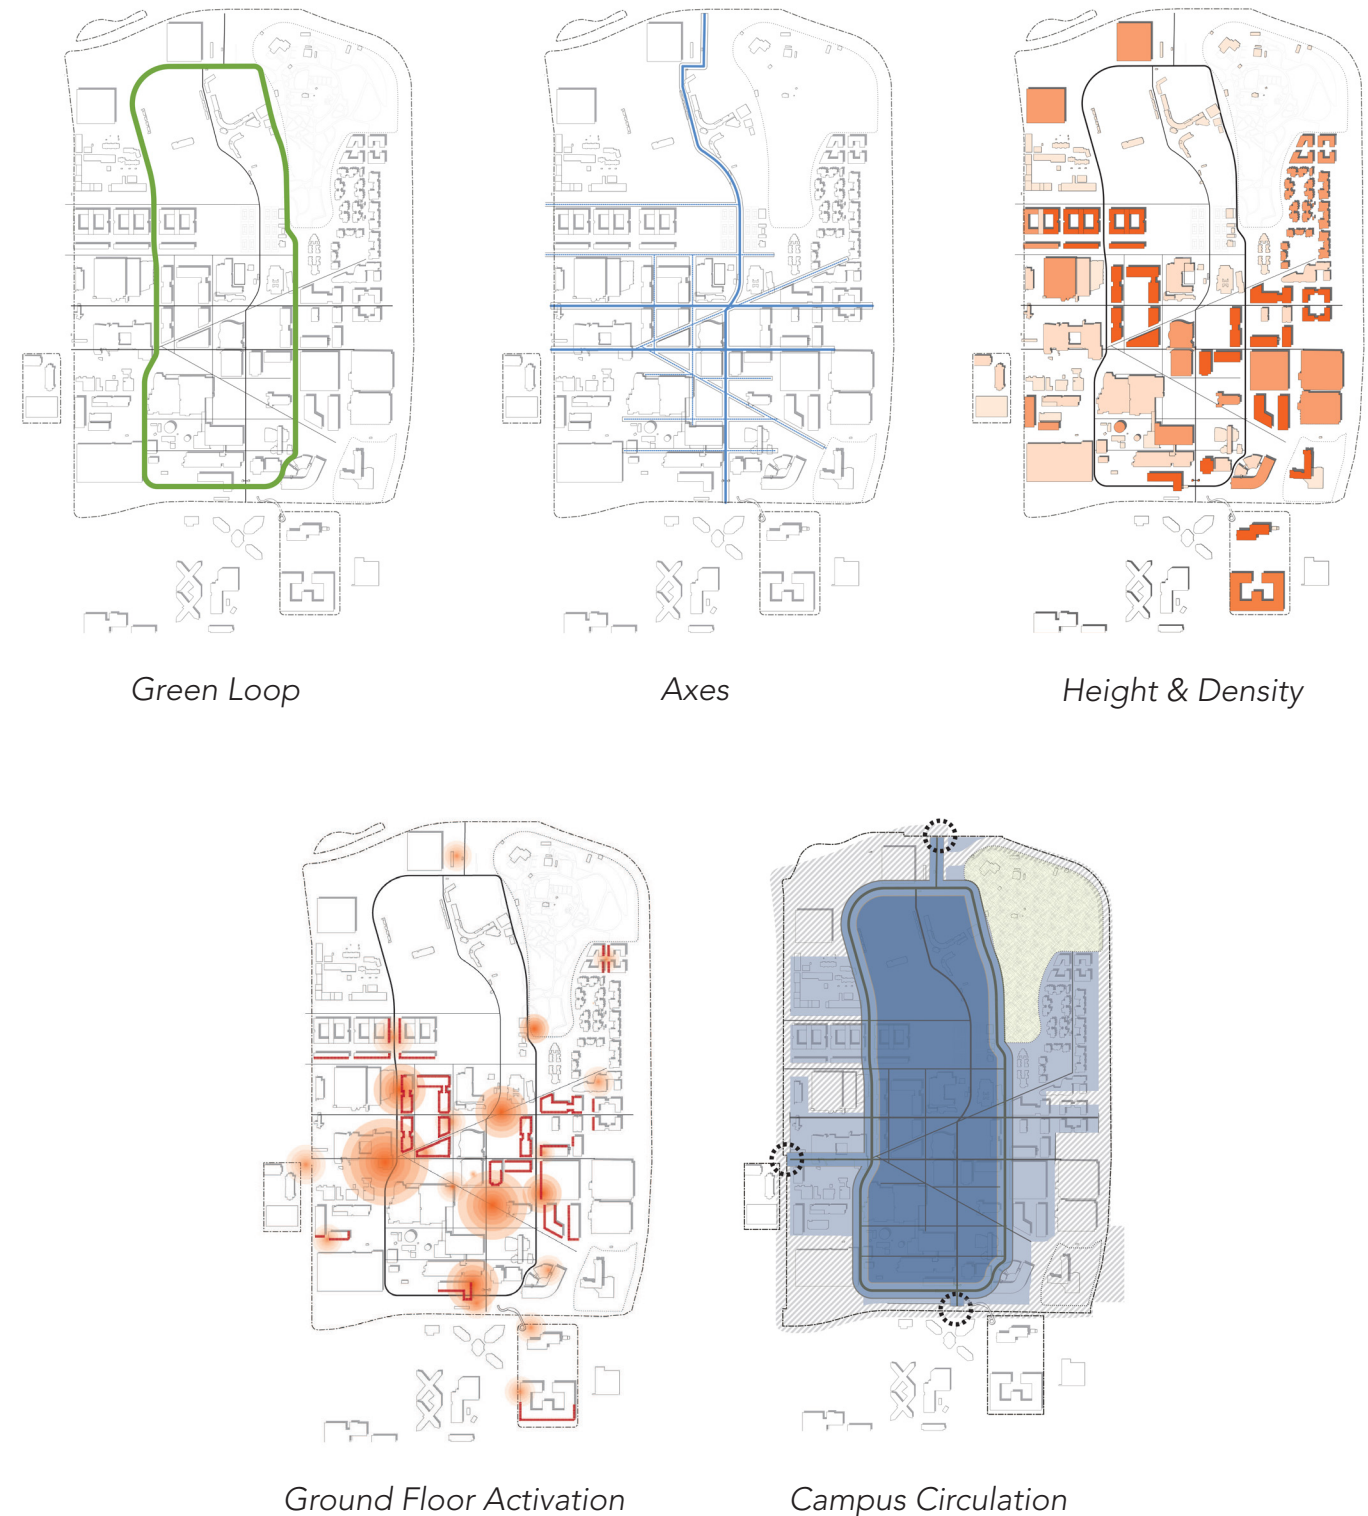 Green Loop
Axes
Height & Density
Ground Floor Activation
Campus Circulation